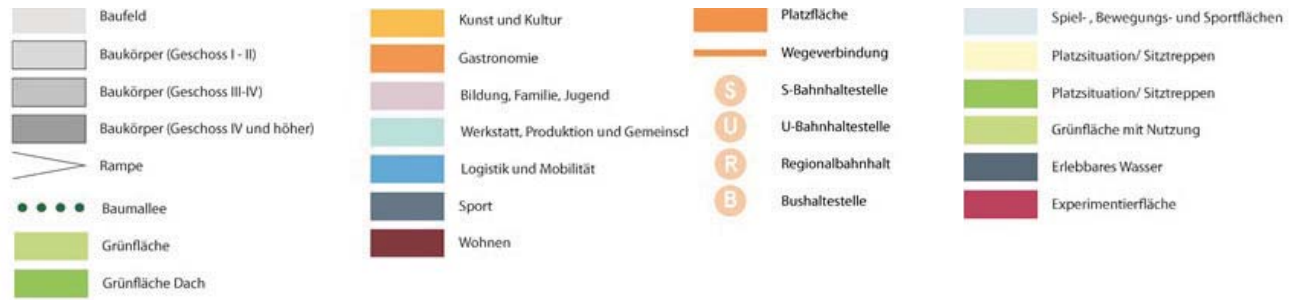 Baufeld
Baukörper (Geschoss I - II)
Baukörper (Geschoss III-IV)
Baukörper (Geschoss IV und höher)
Rampe
Baumallee
Grünfläche
Grünfläche Dach
Kunst und Kultur
Gastronomie
Bildung, Familie, Jugend
Werkstatt, Produktion und Gemeinscl
Logistik und Mobilität
Sport
Wohnen
Platzfläche
Wegeverbindung
S S-Bahnhaltestelle
U U-Bahnhaltestelle
R Regionalbahnhalt
B Bushaltestelle
Spiel- , Bewegungs- und Sportflächen
Platzsituation/ Sitztreppen
Platzsituation/ Sitztreppen
Grünfläche mit Nutzung
Erlebbares Wasser
Experimentierfläche